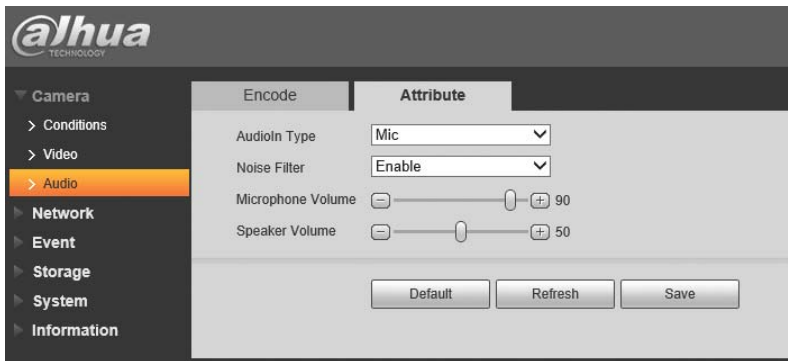 alhua
TECHNOLOGY
Camera
> Conditions
> Video
> Audio
Network
Event
Storage
System
Information
Encode Attribute
AudioIn Type Mic
Noise Filter Enable
Microphone Volume 90
Speaker Volume 50
Default Refresh Save